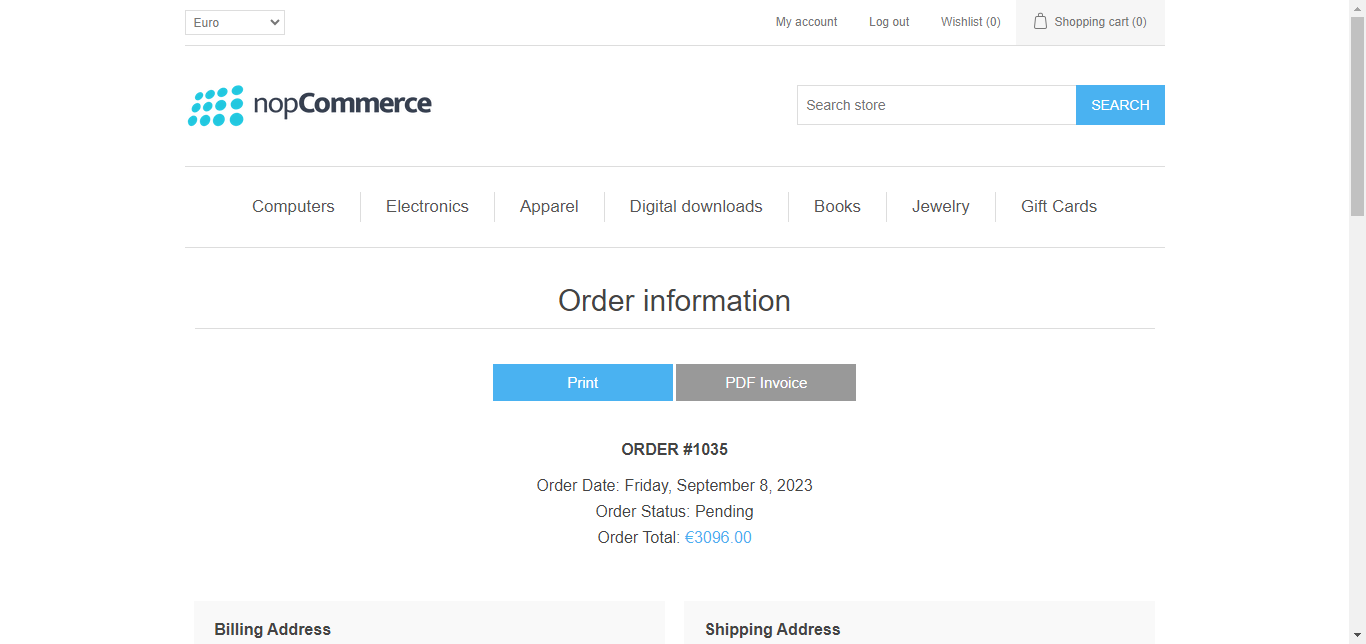 Euro
My account
Log out
Wishlist (0)
Shopping cart (0)
nopCommerce
Search store
SEARCH
Computers
Electronics
Apparel
Digital downloads
Books
Jewelry
Gift Cards
Order information
Print
PDF Invoice
ORDER #1035
Order Date: Friday, September 8, 2023
Order Status: Pending
Order Total: €3096.00
Billing Address
Shipping Address